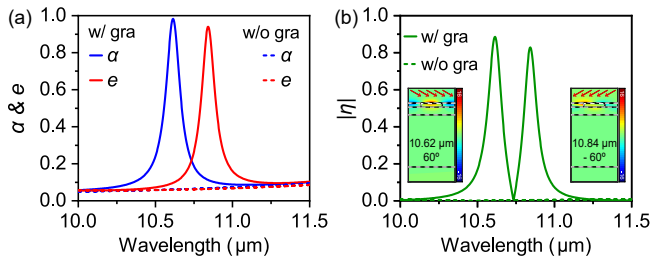 (a)
w/ gra
α
e
w/o gra
α
e
α & e
1.0
0.8
0.6
0.4
0.2
0.0
10.0 10.5 11.0 11.5
Wavelength (μm)
(b)
w/ gra
w/o gra
|η|
1.0
0.8
0.6
0.4
0.2
0.0
10.62 μm
60º
10.84 μm
- 60º
10.0 10.5 11.0 11.5
Wavelength (μm)